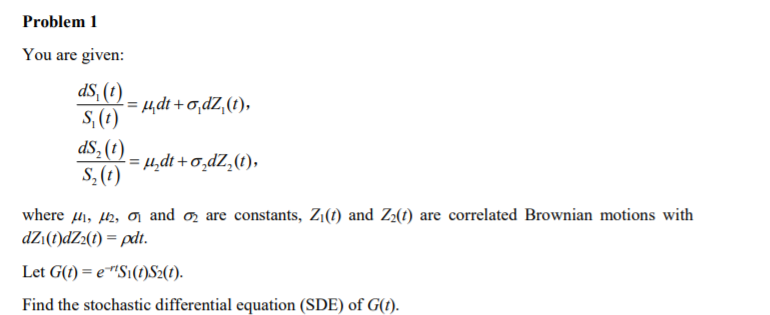 Problem 1
You are given:
dS₁(t)/S₁(t) = μ₁dt + σ₁dZ₁(t),
dS₂(t)/S₂(t) = μ₂dt + σ₂dZ₂(t),
where μ₁, μ₂, σ₁ and σ₂ are constants, Z₁(t) and Z₂(t) are correlated Brownian motions with
dZ₁(t)dZ₂(t) = ρdt.
Let G(t) = e⁻ʳᵗS₁(t)S₂(t).
Find the stochastic differential equation (SDE) of G(t).